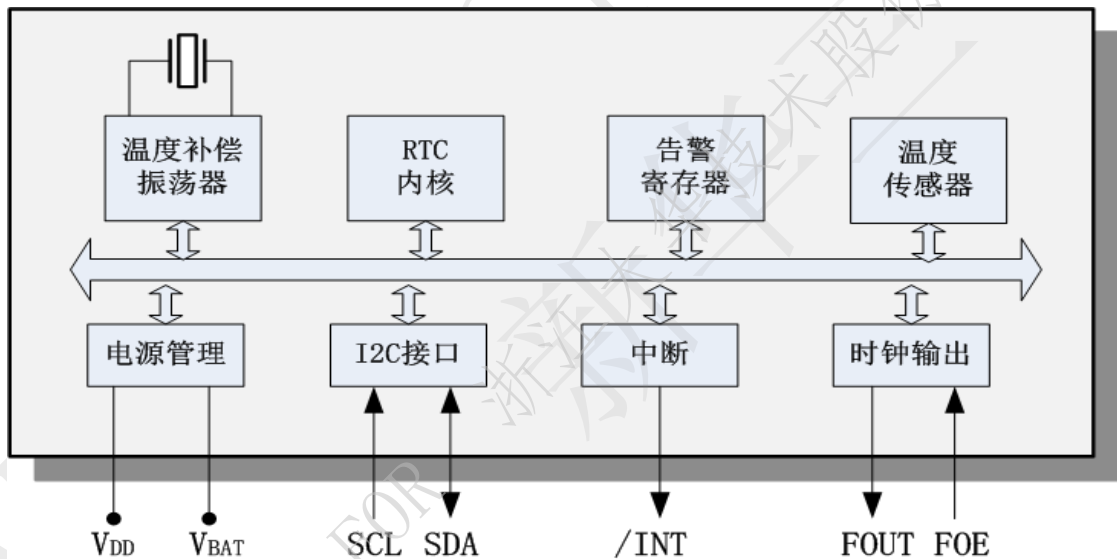 温度补偿
振荡器
RTC
内核
告警
寄存器
温度
传感器
电源管理
I2C接口
中断
时钟输出
VDD VBAT SCL SDA /INT FOUT FOE
FOR